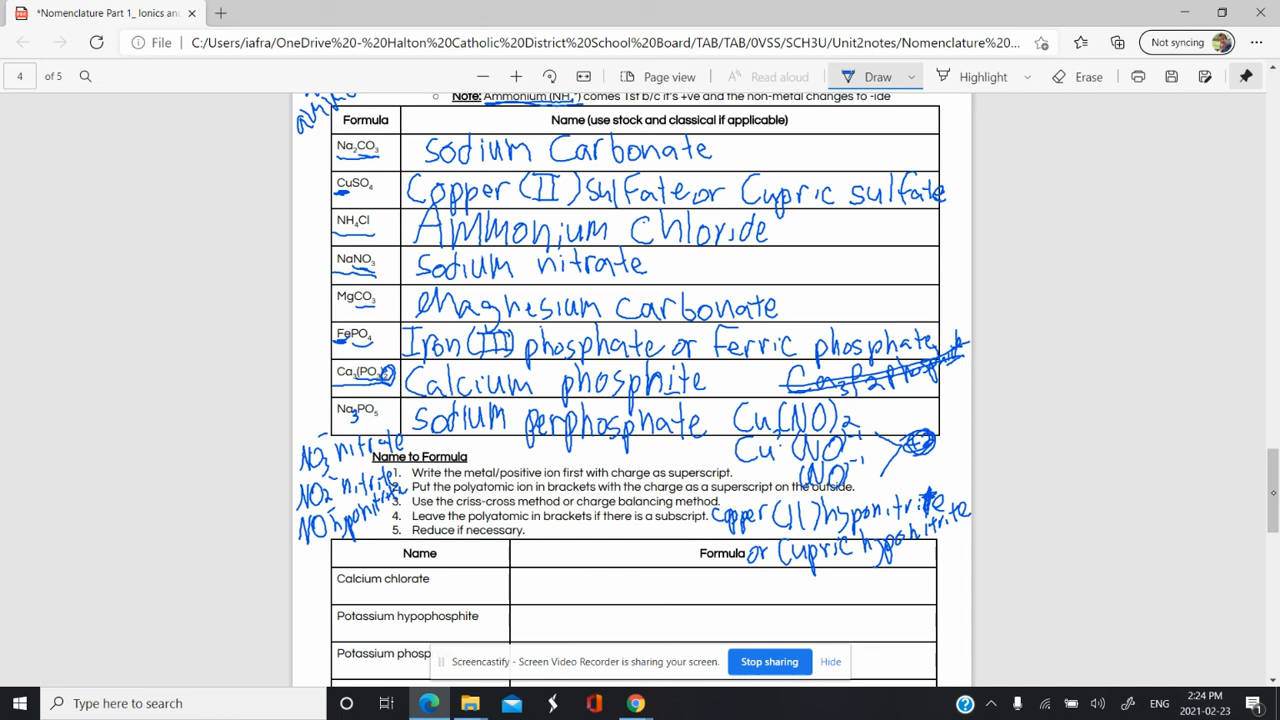 *Nomenclature Part 1_ Ionics an
File C:/Users/iafra/OneDrive%20-%20Halton%20Catholic%20District%20School%20Board/TAB/TAB/0VSS/SCH3U/Unit2notes/Nomenclature%20... Not syncing
4 of 5 Page view Read aloud Draw Highlight Erase
Note: Ammonium (NH₄⁺) comes 1st b/c it's +ve and the non-metal changes to -ide
Formula Name (use stock and classical if applicable)
Na₂CO₃ sodium Carbonate
CuSO₄ Copper (II) sulfate or Cupric sulfate
NH₄Cl Ammonium Chloride
NaNO₃ sodium nitrate
MgCO₃ Magnesium Carbonate
FePO₄ Iron (III) phosphate or Ferric phosphate
Ca₃(PO₃)₂ Calcium phosphite
Na₃PO₅ sodium perphosphate Cu(NO)₂
NO₃⁻ nitrate Cu (NO)⁻¹
Name to Formula (NO)⁻¹
1. Write the metal/positive ion first with charge as superscript.
NO₂⁻ nitrite 2. Put the polyatomic ion in brackets with the charge as a superscript on the outside.
3. Use the criss-cross method or charge balancing method.
NO⁻ hyponitrite 4. Leave the polyatomic in brackets if there is a subscript. copper (II) hyponitrite
5. Reduce if necessary. or Cupric hyponitrite
Name Formula
Calcium chlorate
Potassium hypophosphite
Potassium phosp
Screencastify - Screen Video Recorder is sharing your screen. Stop sharing Hide
Type here to search ENG 2:24 PM
2021-02-23 1